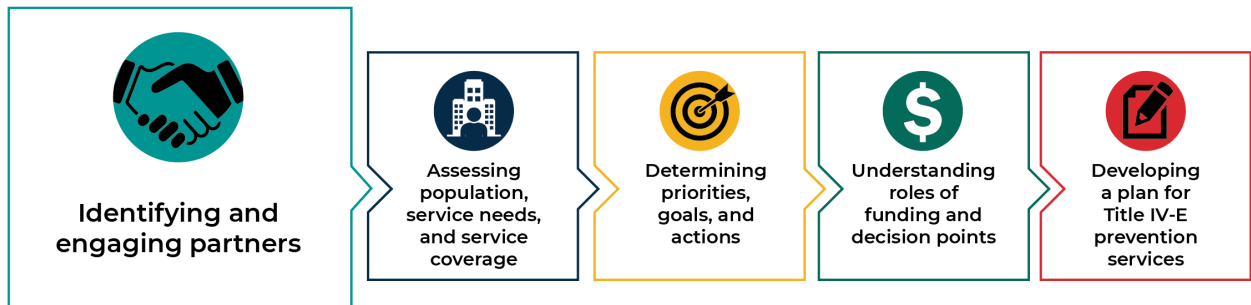 Identifying and
engaging partners
Assessing
population,
service needs,
and service
coverage
Determining
priorities,
goals, and
actions
$
Understanding
roles of
funding and
decision points
Developing
a plan for
Title IV-E
prevention
services